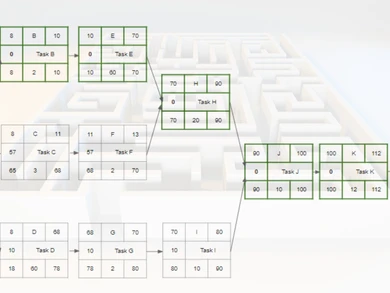 8 B 10
0 Task B
8 2 10
10 E 70
0 Task E
10 60 70
70 H 90
0 Task H
70 20 90
8 C 11
57 Task C
65 3 68
11 F 13
57 Task F
68 2 70
90 J 100
0 Task J
90 10 100
100 K 112
0 Task K
100 12 112
8 D 68
10 Task D
18 60 78
68 G 70
10 Task G
78 2 80
70 I 80
10 Task I
80 10 90